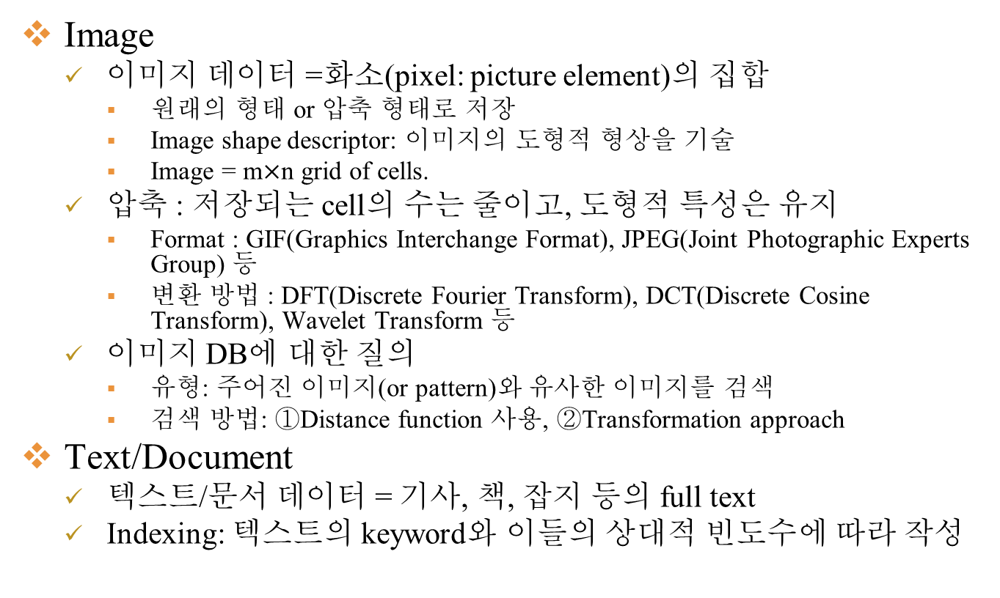 ❖ Image
✓ 이미지 데이터 =화소(pixel: picture element)의 집합
▪ 원래의 형태 or 압축 형태로 저장
▪ Image shape descriptor: 이미지의 도형적 형상을 기술
▪ Image = m×n grid of cells.
✓ 압축 : 저장되는 cell의 수는 줄이고, 도형적 특성은 유지
▪ Format : GIF(Graphics Interchange Format), JPEG(Joint Photographic Experts
Group) 등
▪ 변환 방법 : DFT(Discrete Fourier Transform), DCT(Discrete Cosine
Transform), Wavelet Transform 등
✓ 이미지 DB에 대한 질의
▪ 유형: 주어진 이미지(or pattern)와 유사한 이미지를 검색
▪ 검색 방법: ①Distance function 사용, ②Transformation approach
❖ Text/Document
✓ 텍스트/문서 데이터 = 기사, 책, 잡지 등의 full text
✓ Indexing: 텍스트의 keyword와 이들의 상대적 빈도수에 따라 작성